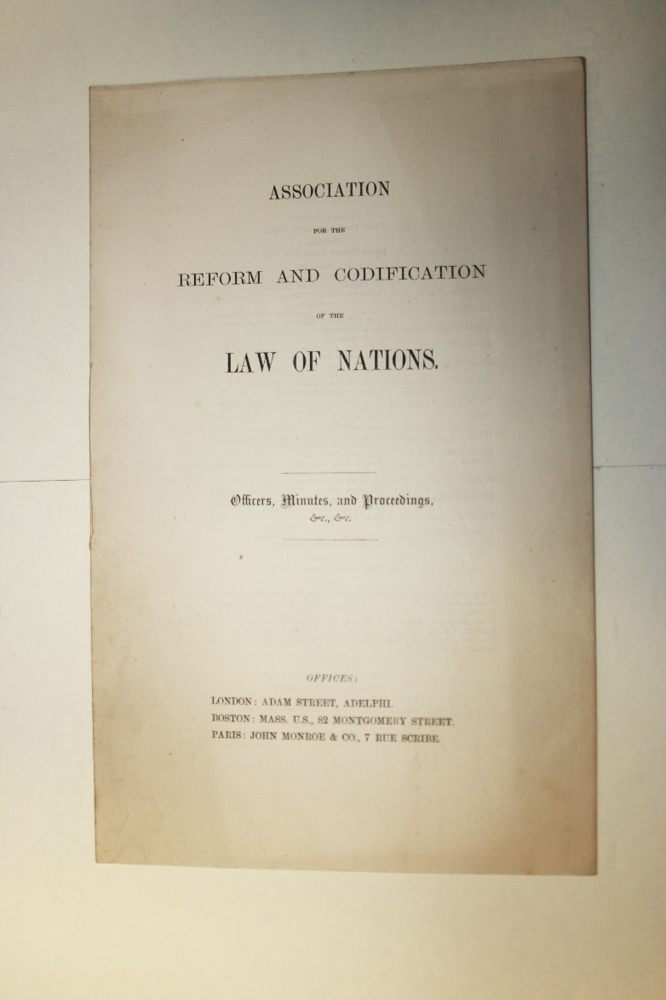 ASSOCIATION
FOR THE
REFORM AND CODIFICATION
OF THE
LAW OF NATIONS.
Officers, Minutes, and Proceedings,
&c., &c.
OFFICES:
LONDON: ADAM STREET, ADELPHI.
BOSTON: MASS. U.S., 82 MONTGOMERY STREET.
PARIS: JOHN MONROE & CO., 7 RUE SCRIBE.